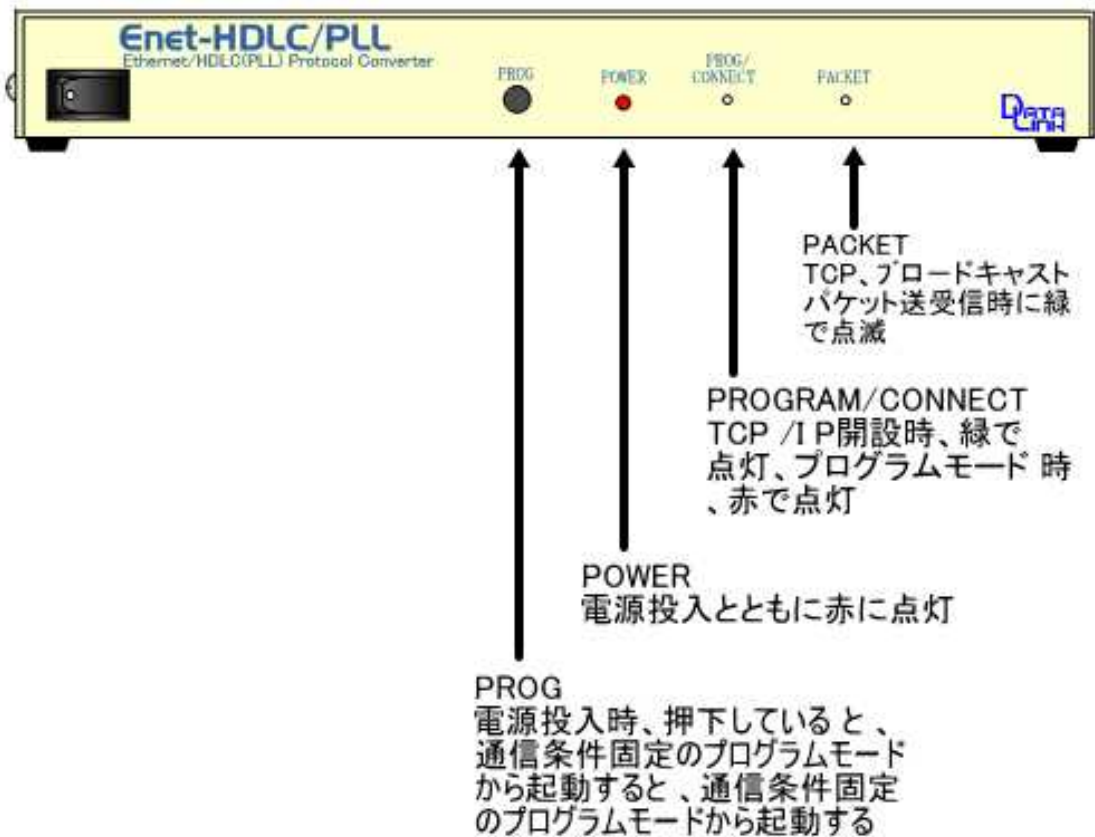 Enet-HDLC/PLL
Ethernet/HDLC(PLL) Protocol Converter
PROG
POWER
PROG/
CONNECT
PACKET
DATA
LINK
PACKET
TCP、ブロードキャスト
パケット送受信時に緑
で点滅
PROGRAM/CONNECT
TCP /I P開設時、緑で
点灯、プログラムモード 時
、赤で点灯
POWER
電源投入とともに赤に点灯
PROG
電源投入時、押下していると 、
通信条件固定のプログラムモード
から起動すると 、通信条件固定
のプログラムモードから起動する